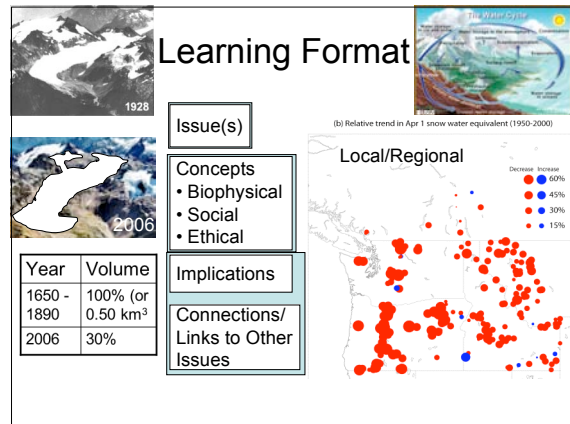 Learning Format
1928
The Water Cycle
Issue(s)
(b) Relative trend in Apr 1 snow water equivalent (1950-2000)
Local/Regional
Decrease Increase
60%
45%
30%
15%
Concepts
• Biophysical
• Social
• Ethical
2006
Implications
Connections/
Links to Other
Issues
Year Volume
1650 - 100% (or
1890 0.50 km³
2006 30%